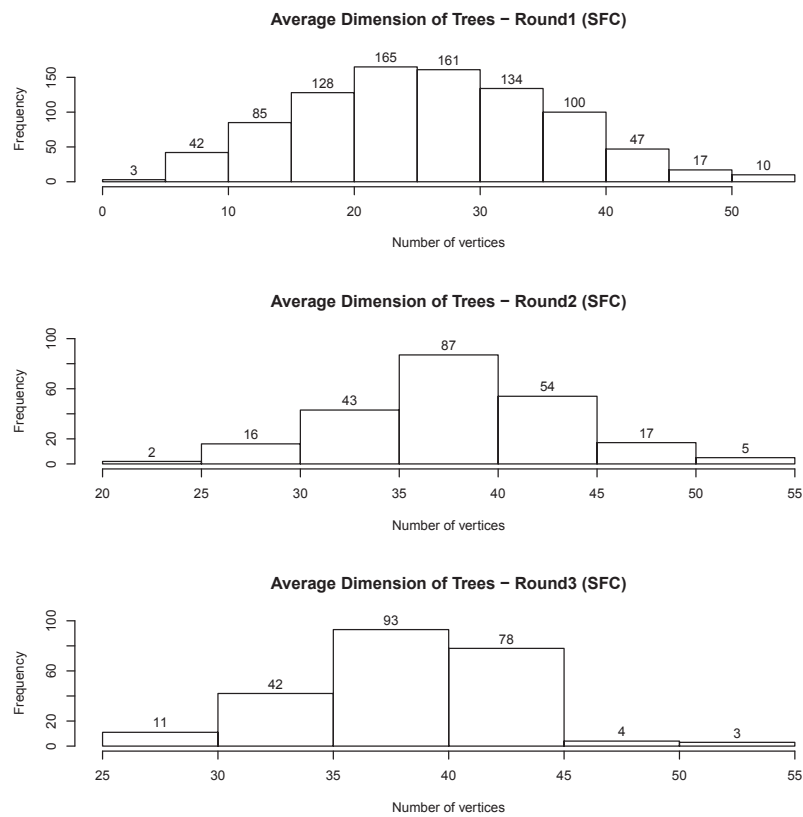 Average Dimension of Trees − Round1 (SFC)
Frequency
0 50 100 150
3 42 85 128 165 161 134 100 47 17 10
0 10 20 30 40 50
Number of vertices
Average Dimension of Trees − Round2 (SFC)
Frequency
0 20 60 100
2 16 43 87 54 17 5
20 25 30 35 40 45 50 55
Number of vertices
Average Dimension of Trees − Round3 (SFC)
Frequency
0 20 60 100
11 42 93 78 4 3
25 30 35 40 45 50 55
Number of vertices